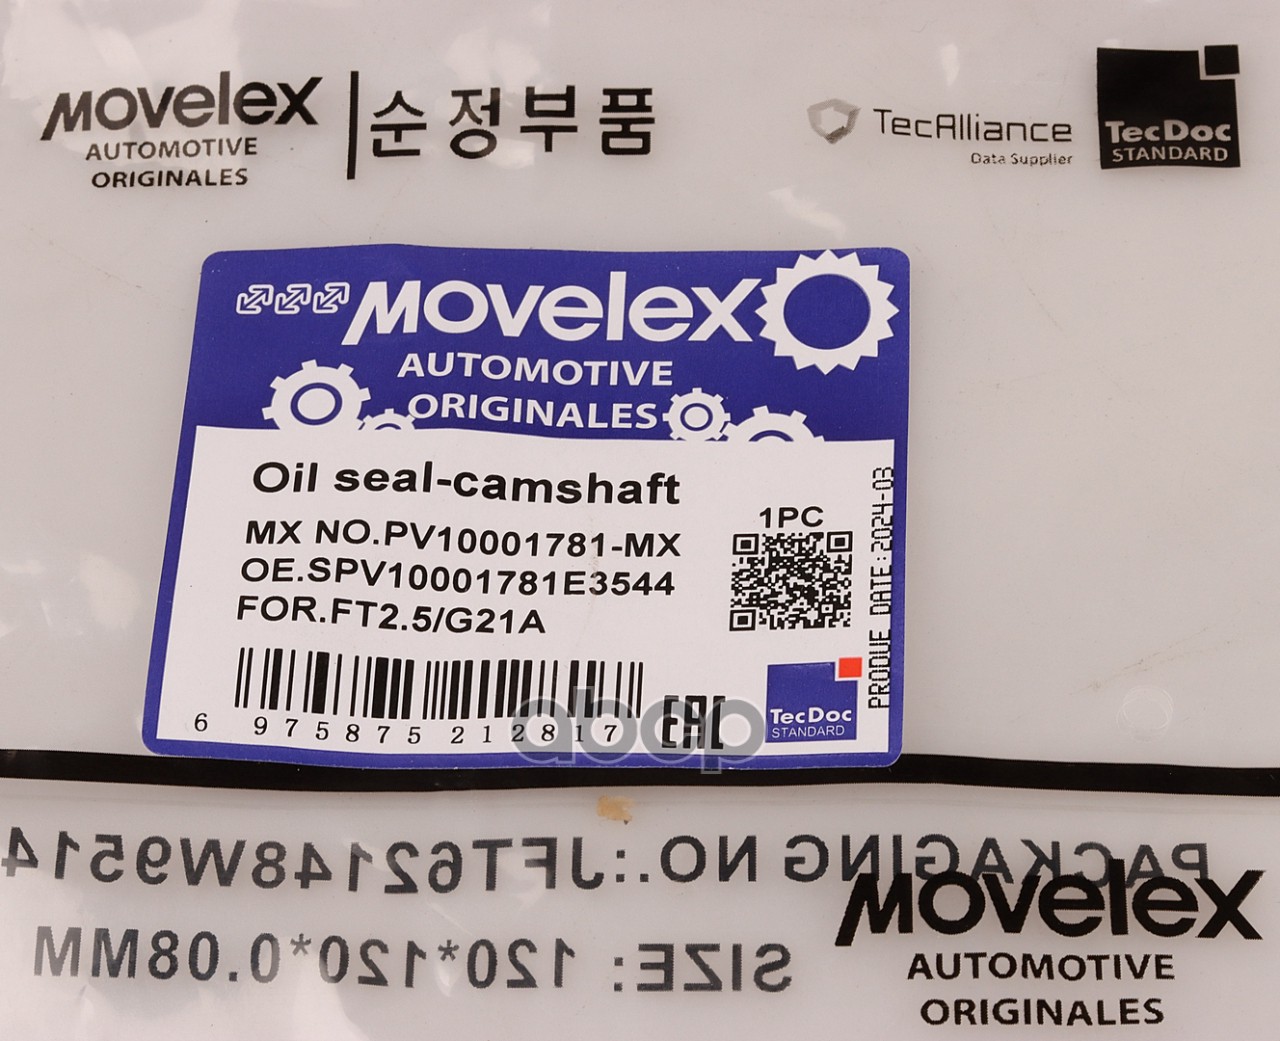 MOVelex
AUTOMOTIVE
ORIGINALES
순정부품
TecAlliance
Data Supplier
TecDoc
STANDARD
MOVelex
AUTOMOTIVE
ORIGINALES
Oil seal-camshaft
MX NO.PV10001781-MX
OE.SPV10001781E3544
FOR.FT2.5/G21A
1PC
PRODUE DATE:2024-03
6 975875 212817
EAC
TecDoc
STANDARD
abcp
PACKAGING NO.:JFT62148W9514
SIZE: 120*120*0.08MM
MOVelex
AUTOMOTIVE
ORIGINALES